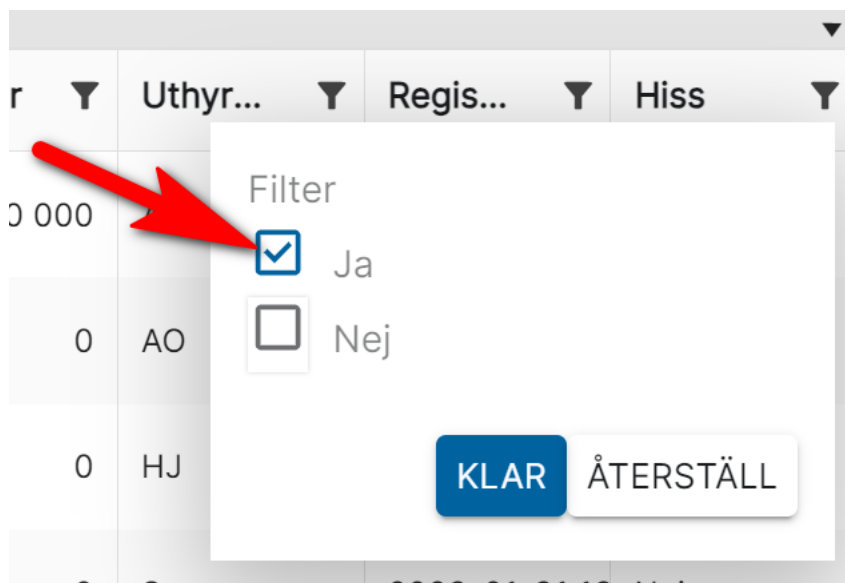 r Uthyr... Regis... Hiss
Filter
0 000
Ja
0 AO
Nej
0 HJ
KLAR ÅTERSTÄLL